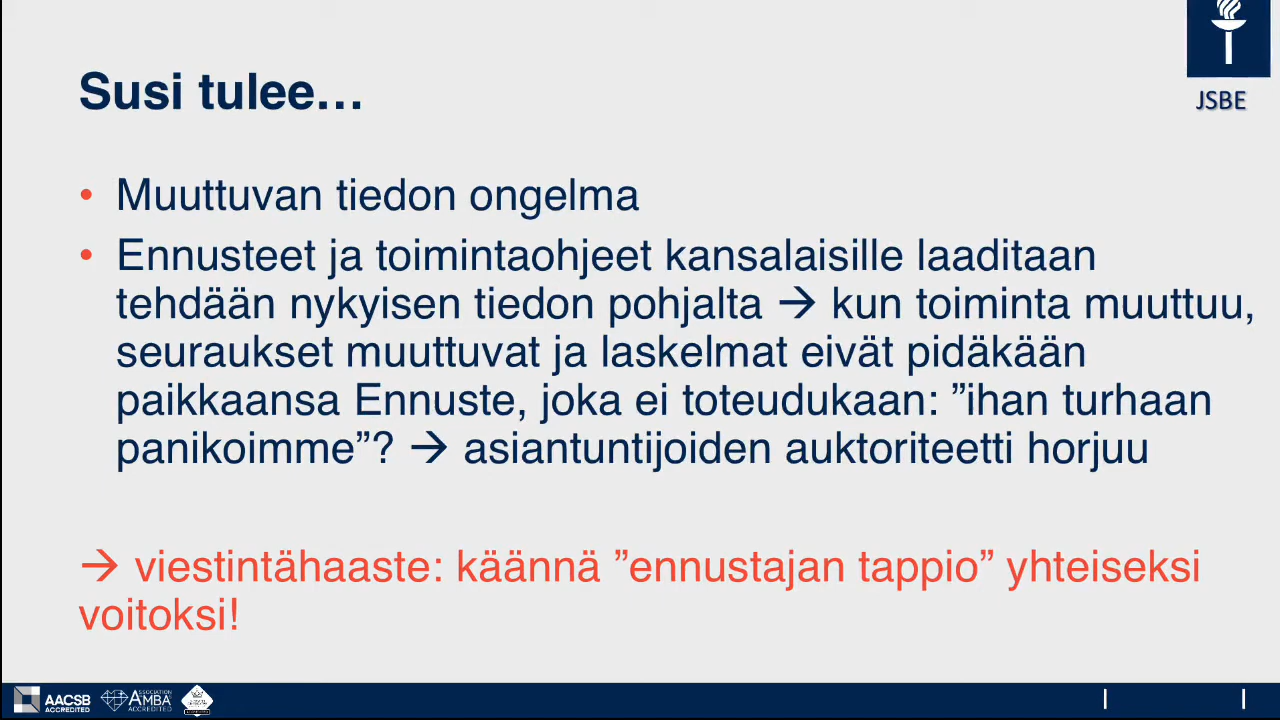 JSBE
Susi tulee…
• Muuttuvan tiedon ongelma
• Ennusteet ja toimintaohjeet kansalaisille laaditaan
tehdään nykyisen tiedon pohjalta → kun toiminta muuttuu,
seuraukset muuttuvat ja laskelmat eivät pidäkään
paikkaansa Ennuste, joka ei toteudukaan: ”ihan turhaan
panikoimme”? → asiantuntijoiden auktoriteetti horjuu
→ viestintähaaste: käännä ”ennustajan tappio” yhteiseksi
voitoksi!
AACSB
ACCREDITED
ASSOCIATION
AMBA
ACCREDITED